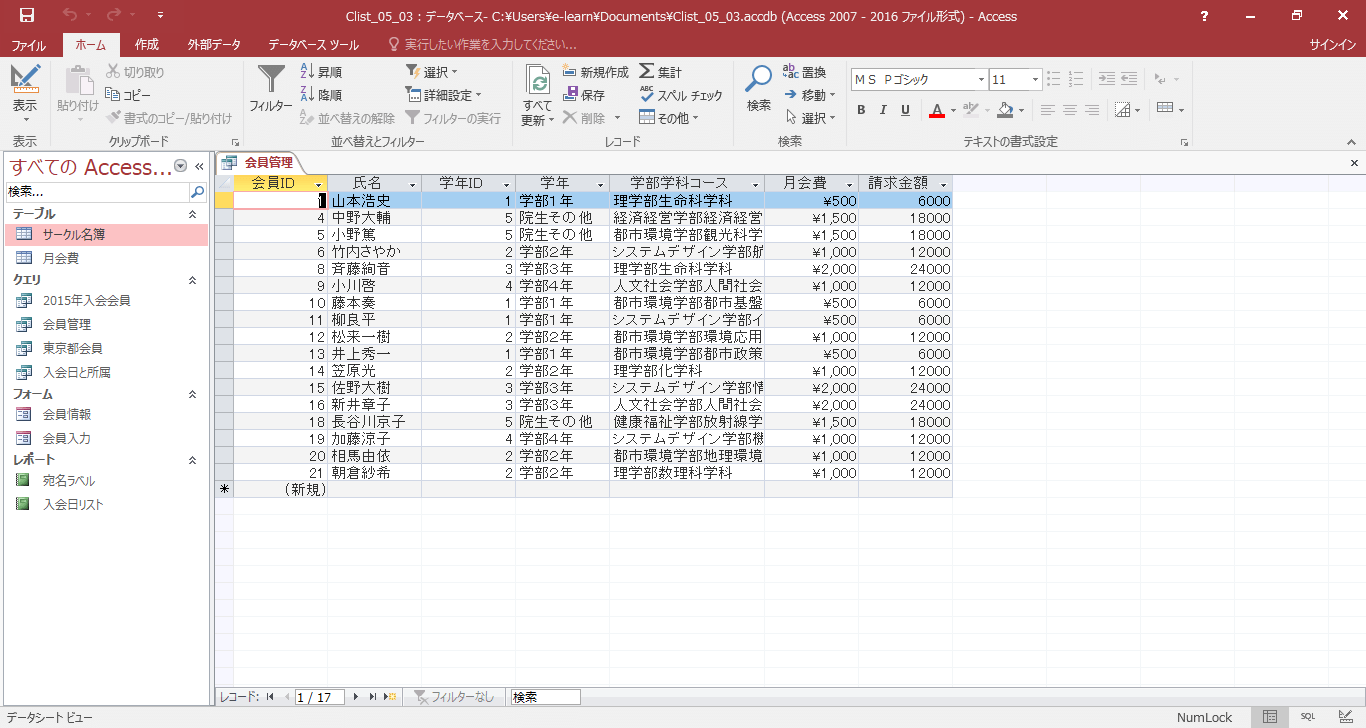 Clist_05_03 : データベース- C:¥Users¥e-learn¥Documents¥Clist_05_03.accdb (Access 2007 - 2016 ファイル形式) - Access
ファイル ホーム 作成 外部データ データベース ツール 実行したい作業を入力してください... サインイン
表示
貼り付け
切り取り
コピー
書式のコピー/貼り付け
フィルター
昇順
降順
並べ替えの解除
選択
詳細設定
フィルターの実行
すべて
更新
新規作成
保存
削除
集計
スペル チェック
その他
検索
置換
移動
選択
ＭＳ Ｐゴシック 11
B I U
表示 クリップボード 並べ替えとフィルター レコード 検索 テキストの書式設定
すべての Access...
検索...
テーブル
サークル名簿
月会費
クエリ
2015年入会会員
会員管理
東京都会員
入会日と所属
フォーム
会員情報
会員入力
レポート
宛名ラベル
入会日リスト
会員管理
会員ID 氏名 学年ID 学年 学部学科コース 月会費 請求金額
1 山本浩史 1 学部1年 理学部生命科学科 ¥500 6000
4 中野大輔 5 院生その他 経済経営学部経済経営 ¥1,500 18000
5 小野篤 5 院生その他 都市環境学部観光科学 ¥1,500 18000
6 竹内さやか 2 学部2年 システムデザイン学部航 ¥1,000 12000
8 斉藤絢音 3 学部3年 理学部生命科学科 ¥2,000 24000
9 小川啓 4 学部4年 人文社会学部人間社会 ¥1,000 12000
10 藤本奏 1 学部1年 都市環境学部都市基盤 ¥500 6000
11 柳良平 1 学部1年 システムデザイン学部イ ¥500 6000
12 松来一樹 2 学部2年 都市環境学部環境応用 ¥1,000 12000
13 井上秀一 1 学部1年 都市環境学部都市政策 ¥500 6000
14 笠原光 2 学部2年 理学部化学科 ¥1,000 12000
15 佐野大樹 3 学部3年 システムデザイン学部情 ¥2,000 24000
16 新井章子 3 学部3年 人文社会学部人間社会 ¥2,000 24000
18 長谷川京子 5 院生その他 健康福祉学部放射線学 ¥1,500 18000
19 加藤涼子 4 学部4年 システムデザイン学部機 ¥1,000 12000
20 相馬由依 2 学部2年 都市環境学部地理環境 ¥1,000 12000
21 朝倉紗希 2 学部2年 理学部数理科学科 ¥1,000 12000
(新規)
レコード: 1 / 17 フィルターなし 検索
データシート ビュー NumLock SQL